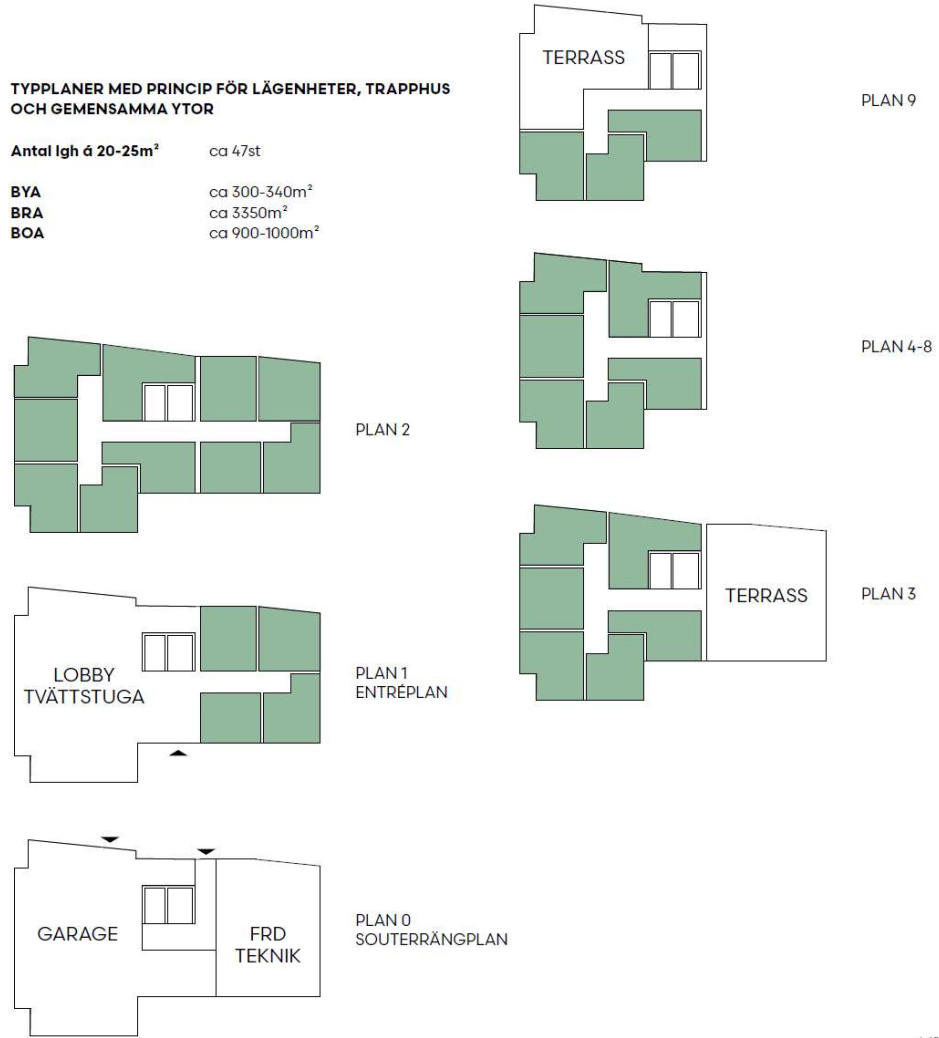 TYPPLANER MED PRINCIP FÖR LÄGENHETER, TRAPPHUS
OCH GEMENSAMMA YTOR
Antal lgh á 20-25m² ca 47st
BYA ca 300-340m²
BRA ca 3350m²
BOA ca 900-1000m²
TERRASS
PLAN 9
PLAN 4-8
PLAN 2
TERRASS
PLAN 3
LOBBY
TVÄTTSTUGA
PLAN 1
ENTRÉPLAN
GARAGE
FRD
TEKNIK
PLAN 0
SOUTERRÄNGPLAN